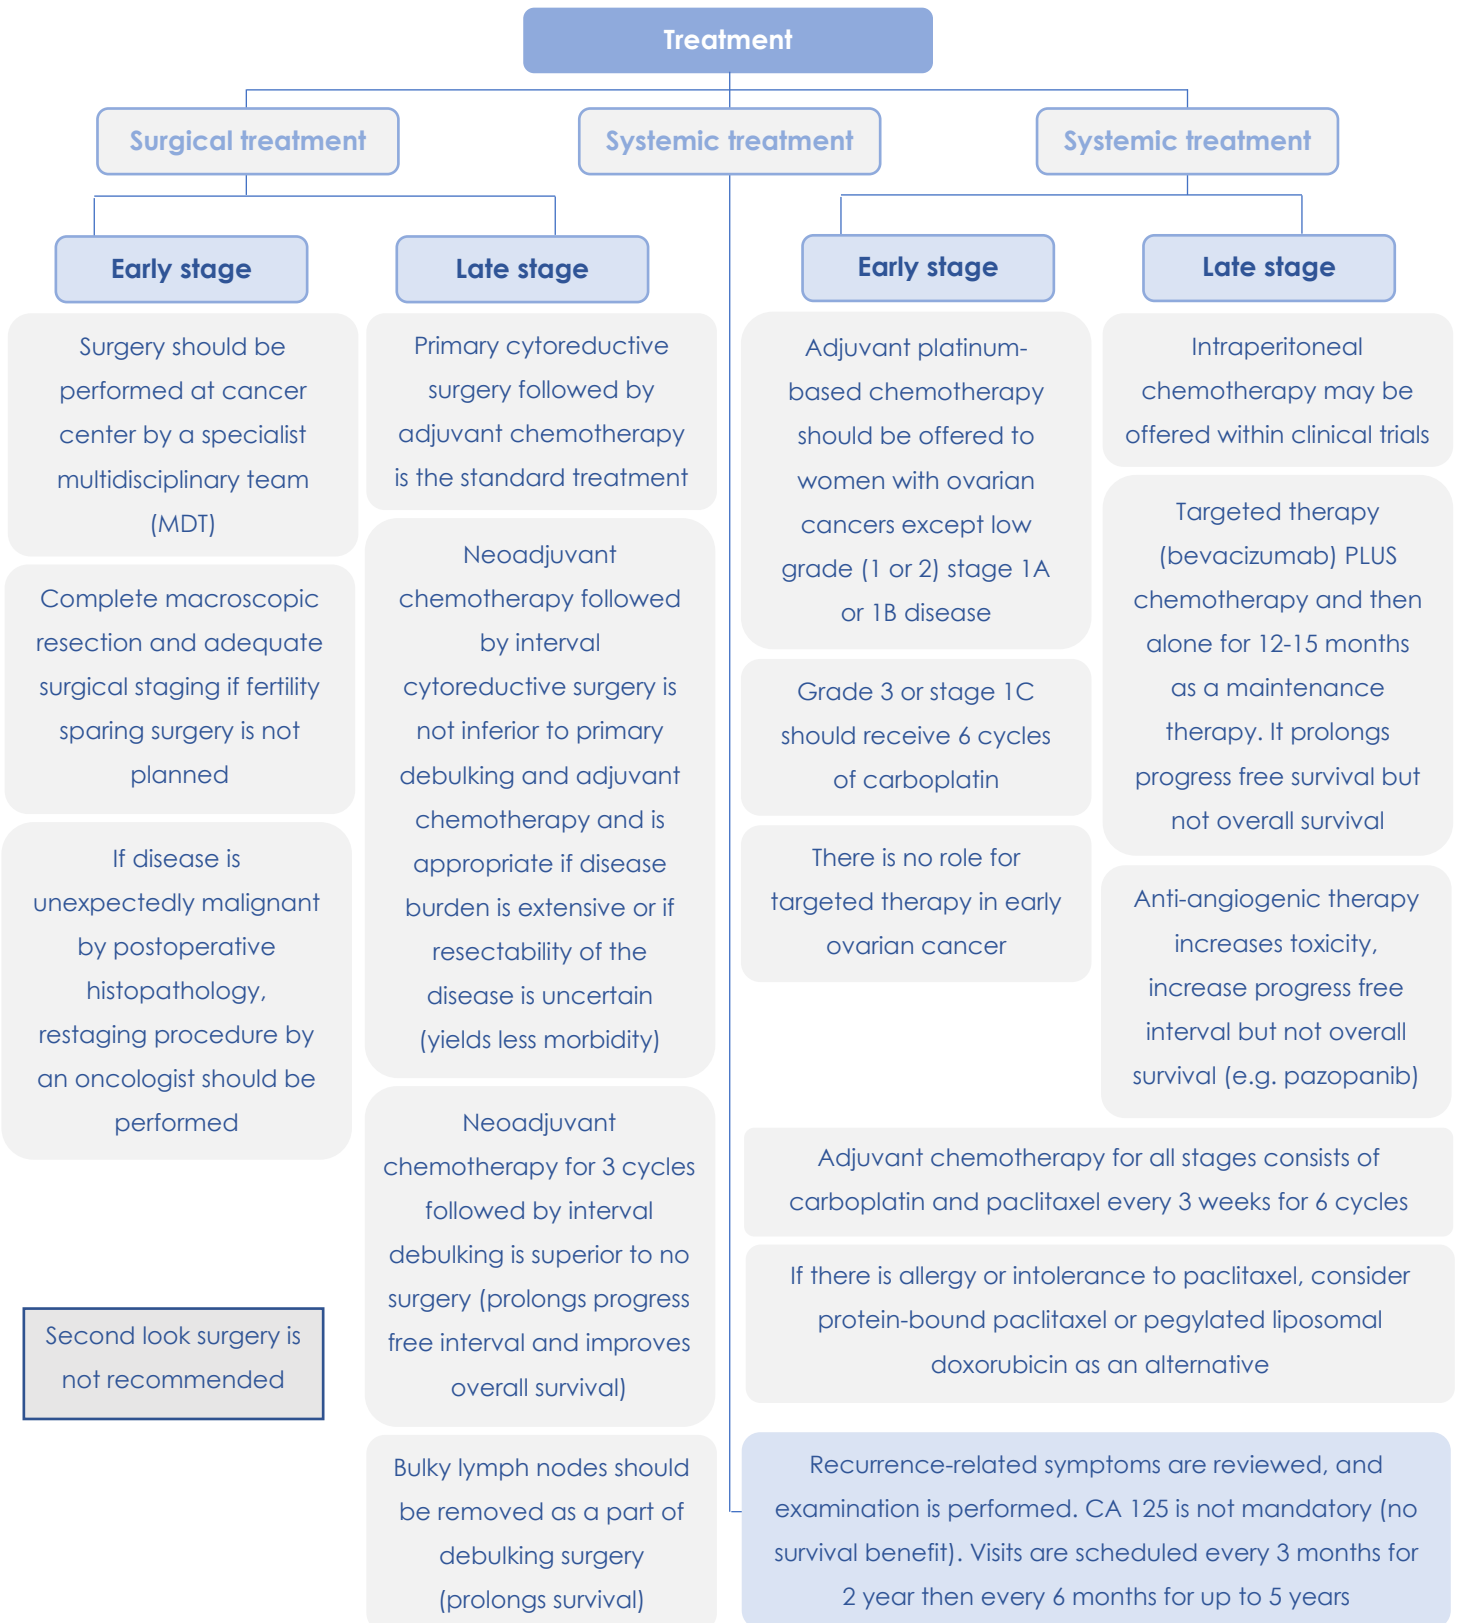 Treatment
Surgical treatment
Systemic treatment
Systemic treatment
Early stage
Surgery should be
performed at cancer
center by a specialist
multidisciplinary team
(MDT)
Complete macroscopic
resection and adequate
surgical staging if fertility
sparing surgery is not
planned
If disease is
unexpectedly malignant
by postoperative
histopathology,
restaging procedure by
an oncologist should be
performed
Second look surgery is
not recommended
Late stage
Primary cytoreductive
surgery followed by
adjuvant chemotherapy
is the standard treatment
Neoadjuvant
chemotherapy followed
by interval
cytoreductive surgery is
not inferior to primary
debulking and adjuvant
chemotherapy and is
appropriate if disease
burden is extensive or if
resectability of the
disease is uncertain
(yields less morbidity)
Neoadjuvant
chemotherapy for 3 cycles
followed by interval
debulking is superior to no
surgery (prolongs progress
free interval and improves
overall survival)
Bulky lymph nodes should
be removed as a part of
debulking surgery
(prolongs survival)
Early stage
Adjuvant platinum-
based chemotherapy
should be offered to
women with ovarian
cancers except low
grade (1 or 2) stage 1A
or 1B disease
Grade 3 or stage 1C
should receive 6 cycles
of carboplatin
There is no role for
targeted therapy in early
ovarian cancer
Late stage
Intraperitoneal
chemotherapy may be
offered within clinical trials
Targeted therapy
(bevacizumab) PLUS
chemotherapy and then
alone for 12-15 months
as a maintenance
therapy. It prolongs
progress free survival but
not overall survival
Anti-angiogenic therapy
increases toxicity,
increase progress free
interval but not overall
survival (e.g. pazopanib)
Adjuvant chemotherapy for all stages consists of
carboplatin and paclitaxel every 3 weeks for 6 cycles
If there is allergy or intolerance to paclitaxel, consider
protein-bound paclitaxel or pegylated liposomal
doxorubicin as an alternative
Recurrence-related symptoms are reviewed, and
examination is performed. CA 125 is not mandatory (no
survival benefit). Visits are scheduled every 3 months for
2 year then every 6 months for up to 5 years